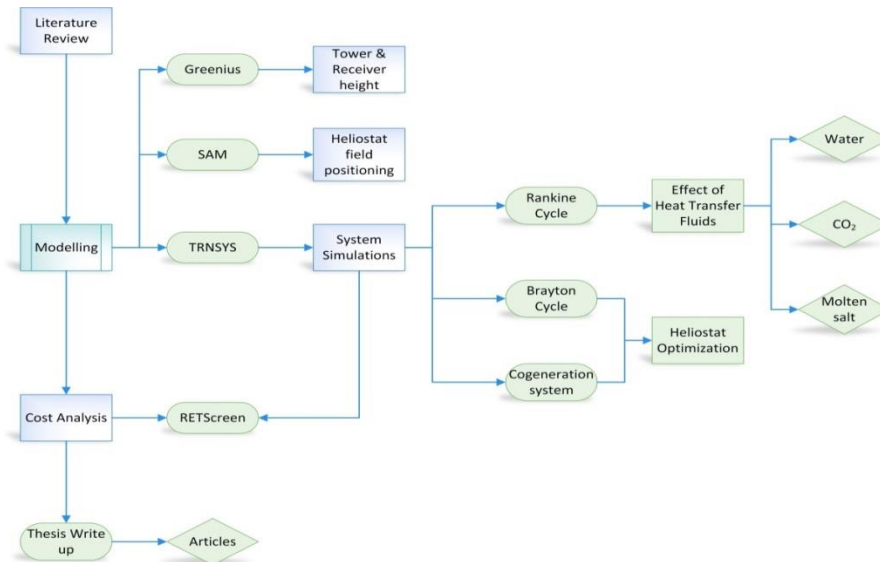 Literature
Review
Greenius
Tower &
Receiver
height
SAM
Heliostat
field
positioning
Modelling
TRNSYS
System
Simulations
Rankine
Cycle
Effect of
Heat Transfer
Fluids
Water
CO₂
Molten
salt
Brayton
Cycle
Heliostat
Optimization
Cogeneration
system
Cost Analysis
RETScreen
Thesis Write
up
Articles